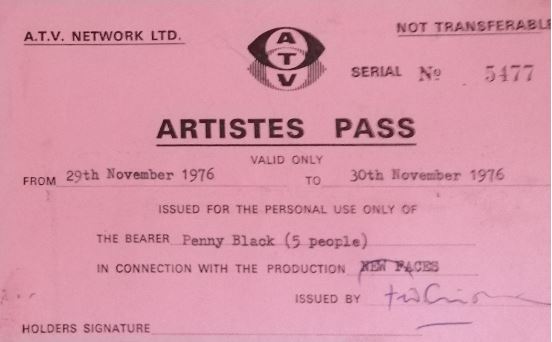 A.T.V. NETWORK LTD.
NOT TRANSFERABLE
ATV
SERIAL No 5477
ARTISTES PASS
VALID ONLY
FROM 29th November 1976 TO 30th November 1976
ISSUED FOR THE PERSONAL USE ONLY OF
THE BEARER Penny Black (5 people)
IN CONNECTION WITH THE PRODUCTION NEW FACES
ISSUED BY
HOLDERS SIGNATURE